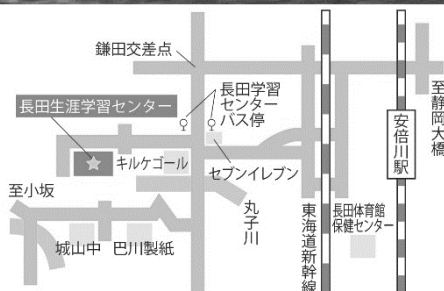 鎌田交差点
長田学習
センター
バス停
長田生涯学習センター
キルケゴール
セブンイレブン
至小坂
城山中
巴川製紙
丸子川
東海道新幹線
長田体育館
保健センター
安倍川駅
至静岡大橋